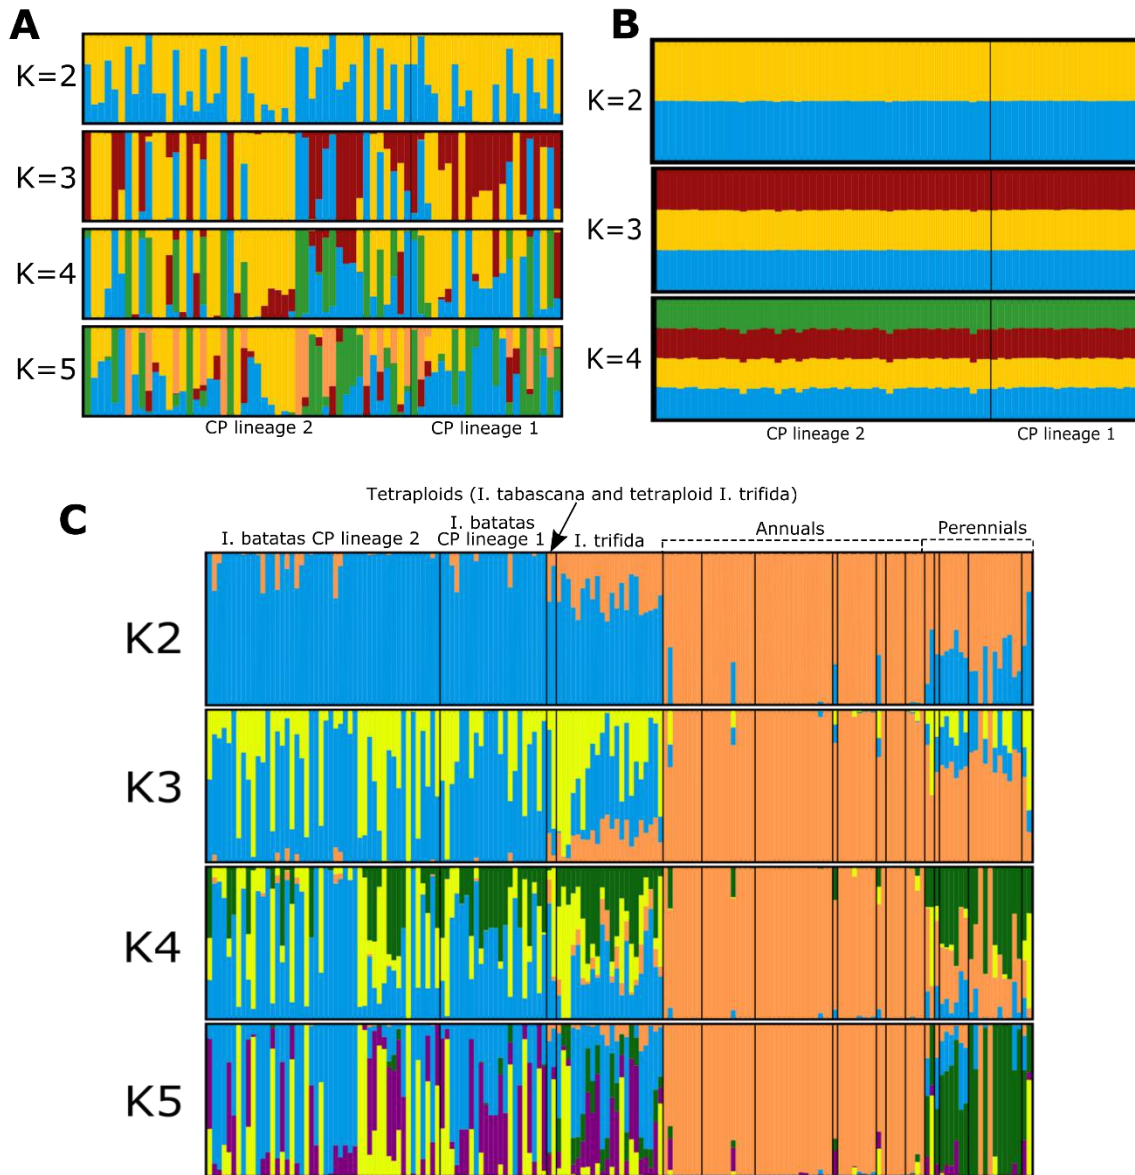 A
B
K=2
K=3
K=4
K=5
CP lineage 2
CP lineage 1
K=2
K=3
K=4
CP lineage 2
CP lineage 1
C
Tetraploids (I. tabascana and tetraploid I. trifida)
I. batatas CP lineage 2
I. batatas
CP lineage 1
I. trifida
Annuals
Perennials
K2
K3
K4
K5